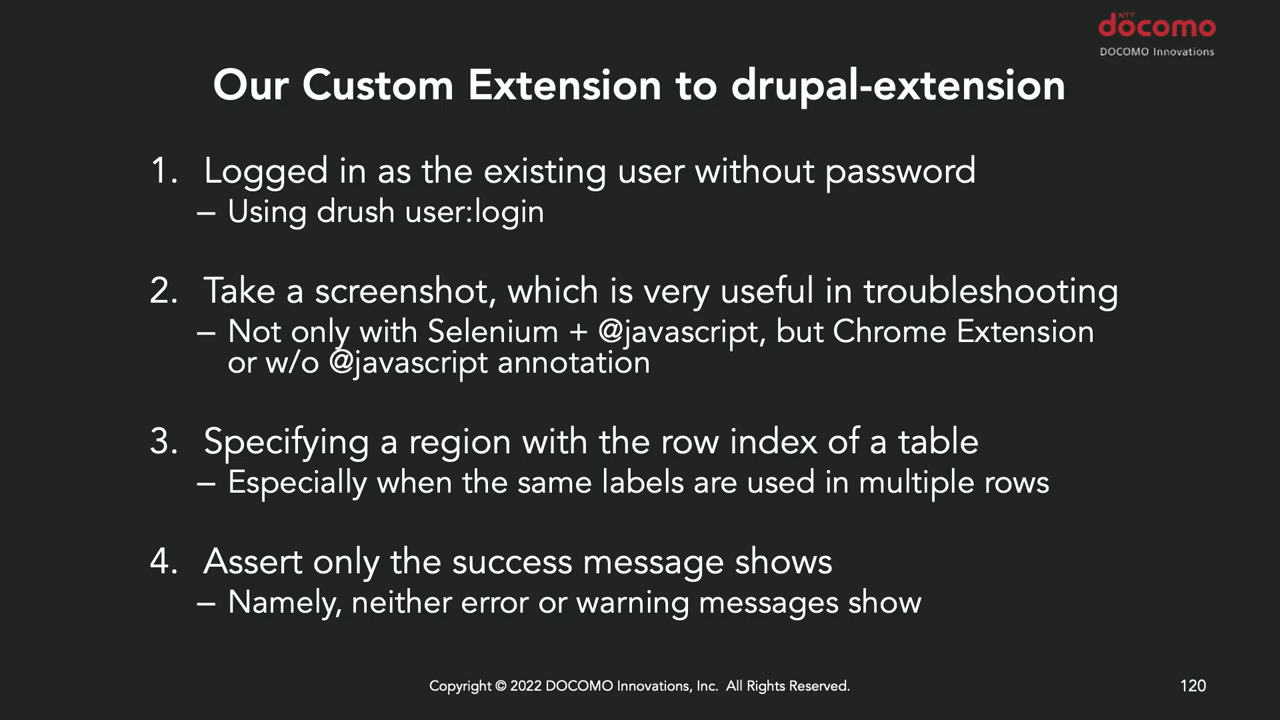 NTT
döcomo
DOCOMO Innovations
Our Custom Extension to drupal-extension
1. Logged in as the existing user without password
– Using drush user:login
2. Take a screenshot, which is very useful in troubleshooting
– Not only with Selenium + @javascript, but Chrome Extension
or w/o @javascript annotation
3. Specifying a region with the row index of a table
– Especially when the same labels are used in multiple rows
4. Assert only the success message shows
– Namely, neither error or warning messages show
Copyright © 2022 DOCOMO Innovations, Inc. All Rights Reserved.
120